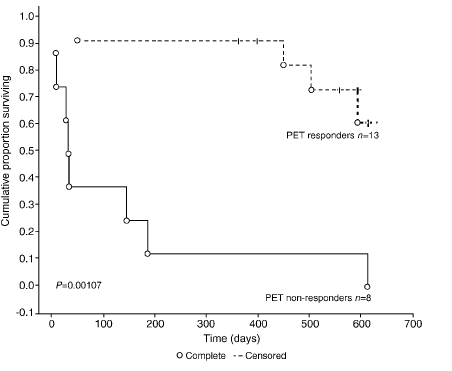 1.0
0.9
0.8
0.7
0.6
0.5
0.4
0.3
0.2
0.1
0.0
-0.1
Cumulative proportion surviving
PET responders n=13
P=0.00107
PET non-responders n=8
0 100 200 300 400 500 600 700
Time (days)
Complete Censored